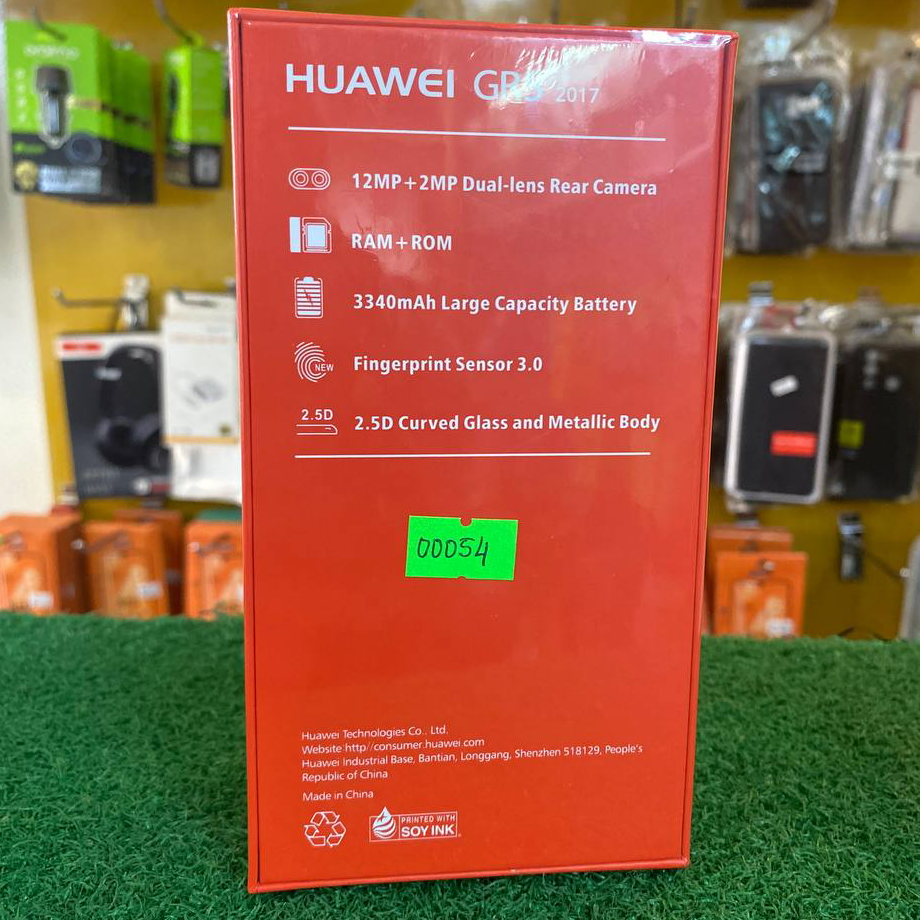 HUAWEI GR5 2017
12MP+2MP Dual-lens Rear Camera
RAM+ROM
3340mAh Large Capacity Battery
NEW
Fingerprint Sensor 3.0
2.5D
2.5D Curved Glass and Metallic Body
00054
Huawei Technologies Co., Ltd.
Website:http//consumer.huawei.com
Huawei Industrial Base, Bantian, Longgang, Shenzhen 518129, People's
Republic of China
Made in China
PRINTED WITH
SOY INK